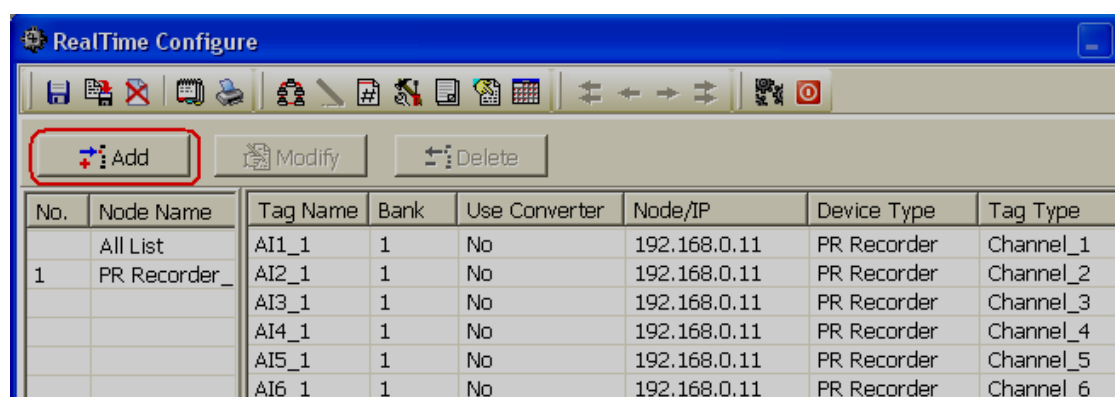 RealTime Configure
Add Modify Delete
No. Node Name Tag Name Bank Use Converter Node/IP Device Type Tag Type
All List AI1_1 1 No 192.168.0.11 PR Recorder Channel_1
1 PR Recorder_ AI2_1 1 No 192.168.0.11 PR Recorder Channel_2
AI3_1 1 No 192.168.0.11 PR Recorder Channel_3
AI4_1 1 No 192.168.0.11 PR Recorder Channel_4
AI5_1 1 No 192.168.0.11 PR Recorder Channel_5
AI6_1 1 No 192.168.0.11 PR Recorder Channel_6